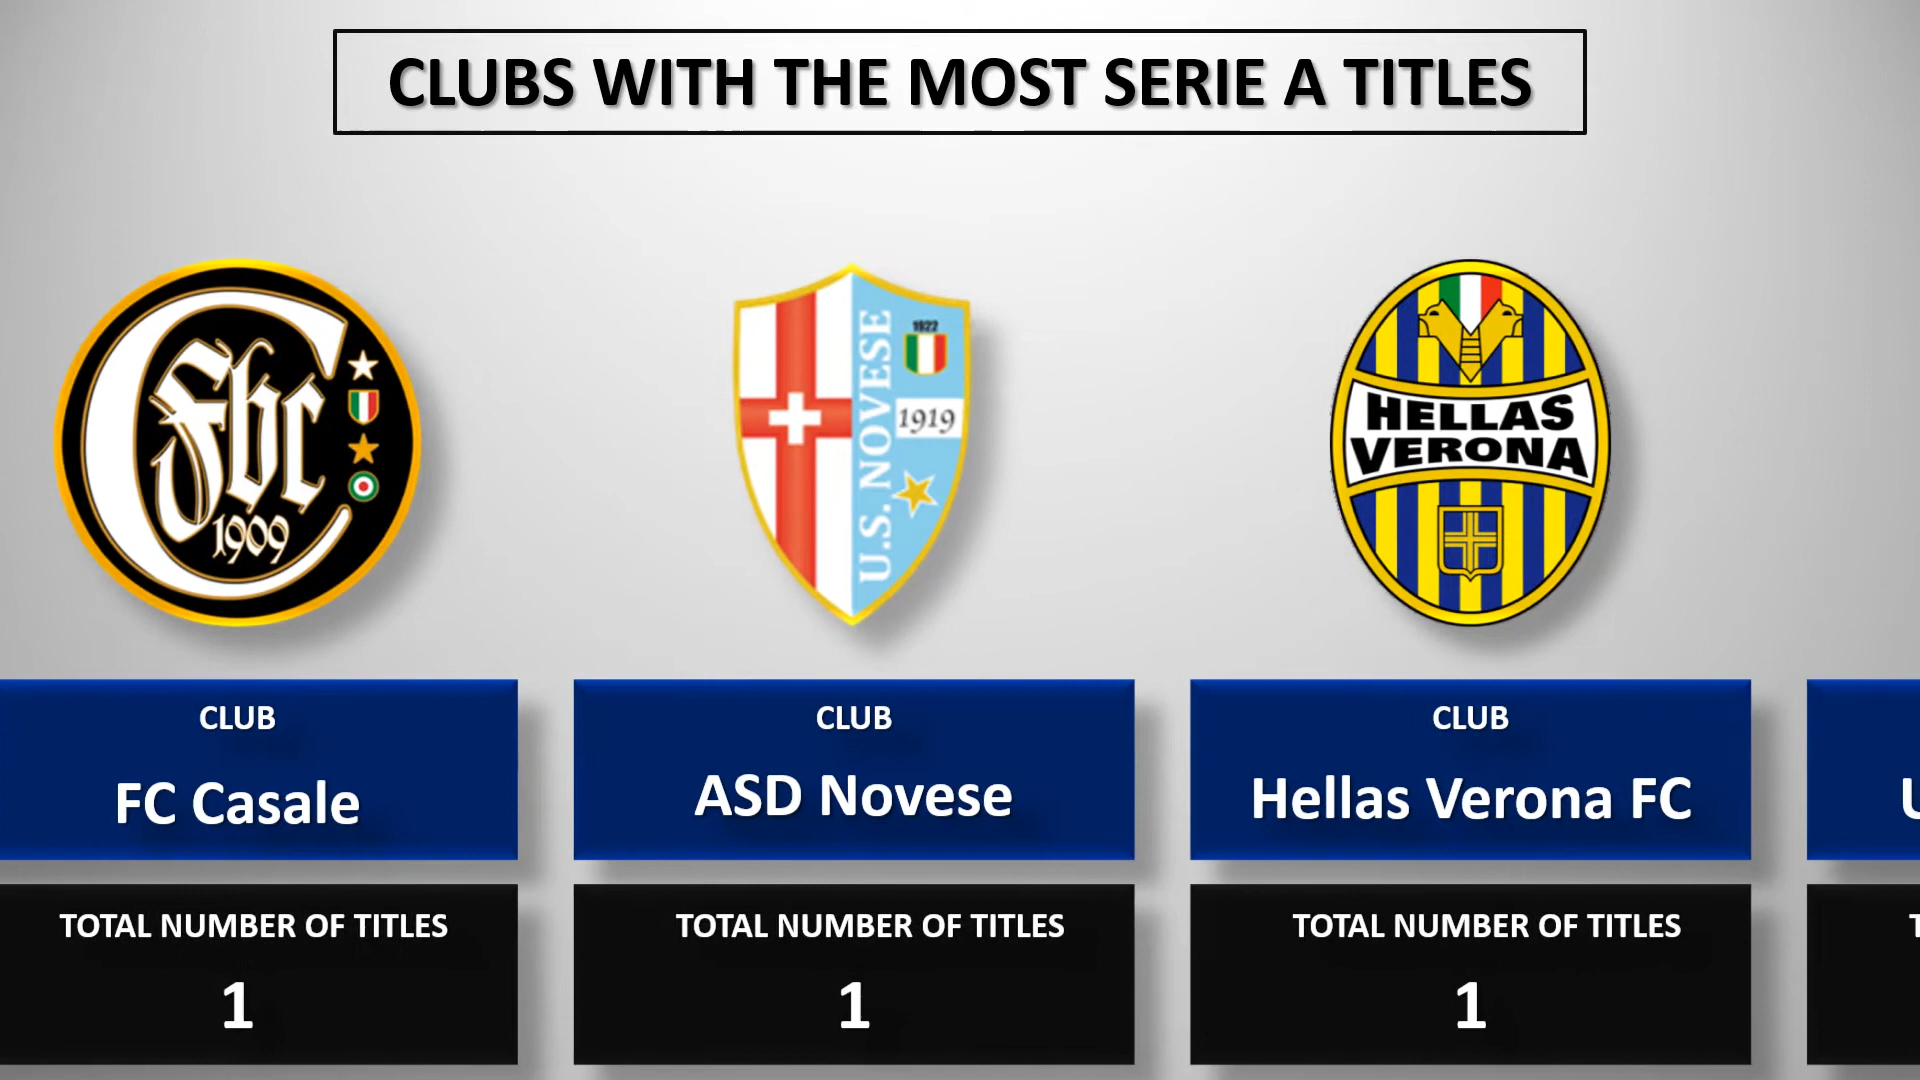 CLUBS WITH THE MOST SERIE A TITLES
Cfbc
1909
U.S. NOVESE
1922
1919
HELLAS
VERONA
CLUB
FC Casale
TOTAL NUMBER OF TITLES
1
CLUB
ASD Novese
TOTAL NUMBER OF TITLES
1
CLUB
Hellas Verona FC
TOTAL NUMBER OF TITLES
1